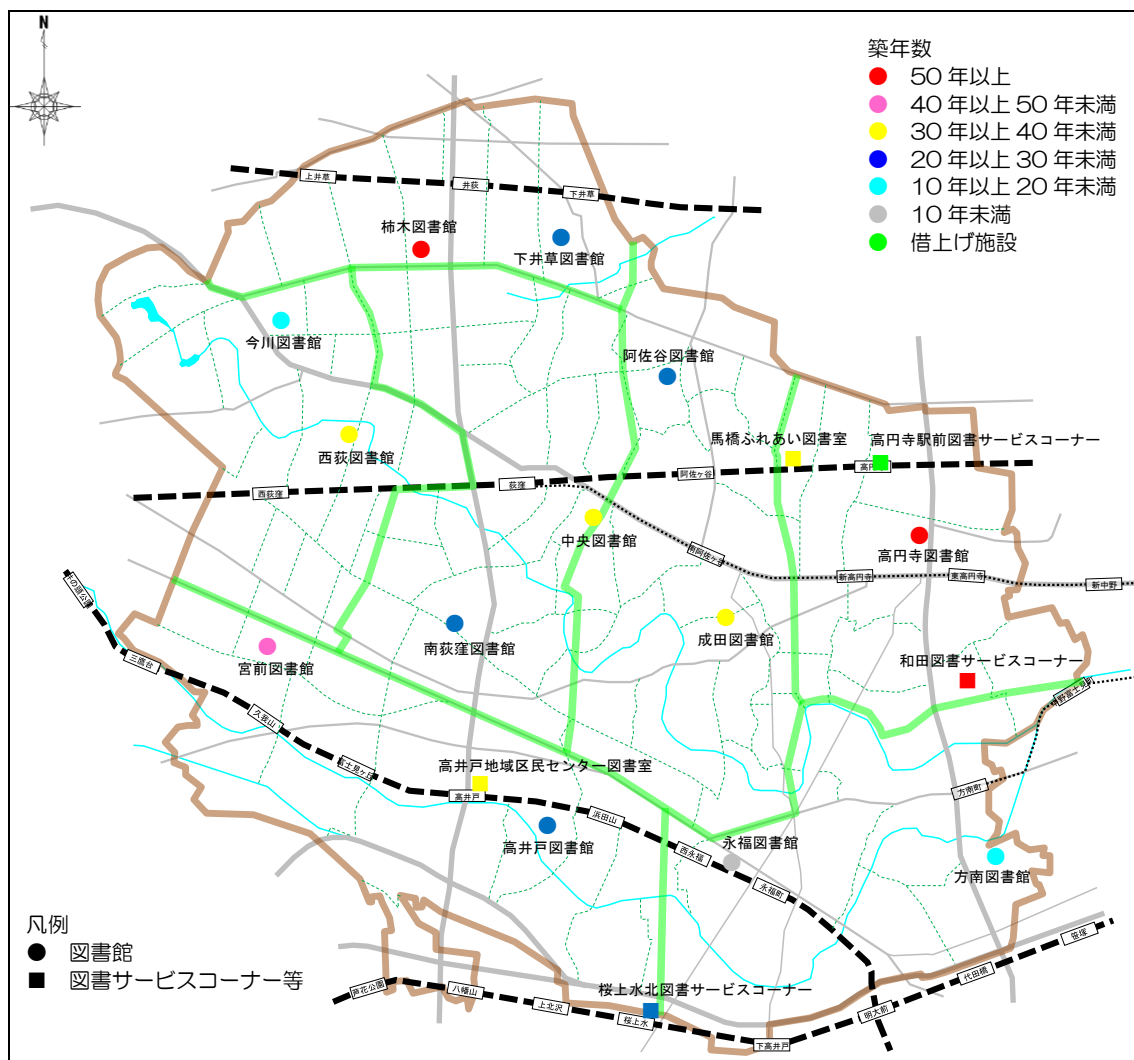 N
築年数
50 年以上
40 年以上 50 年未満
30 年以上 40 年未満
20 年以上 30 年未満
10 年以上 20 年未満
10 年未満
借上げ施設
上井草
井荻
下井草
柿木図書館
下井草図書館
今川図書館
阿佐谷図書館
西荻図書館
馬橋ふれあい図書室
高円寺駅前図書サービスコーナー
西荻窪
荻窪
阿佐ヶ谷
中央図書館
高円寺図書館
新高円寺
東高円寺
新中野
南荻窪図書館
成田図書館
宮前図書館
和田図書サービスコーナー
三鷹台
久我山
富士見ヶ丘
高井戸地域区民センター図書室
高井戸
浜田山
方南町
高井戸図書館
西永福
永福図書館
永福町
方南図書館
凡例
図書館
図書サービスコーナー等
芦花公園
八幡山
上北沢
桜上水北図書サービスコーナー
桜上水
下高井戸
明大前
代田橋
笹塚